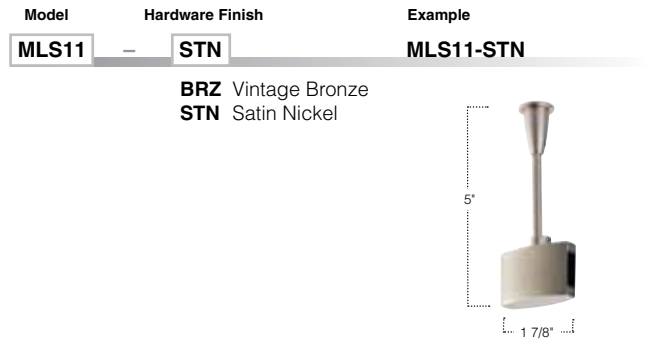 Model Hardware Finish Example
MLS11 – STN MLS11-STN
BRZ Vintage Bronze
STN Satin Nickel
5"
1 7/8"